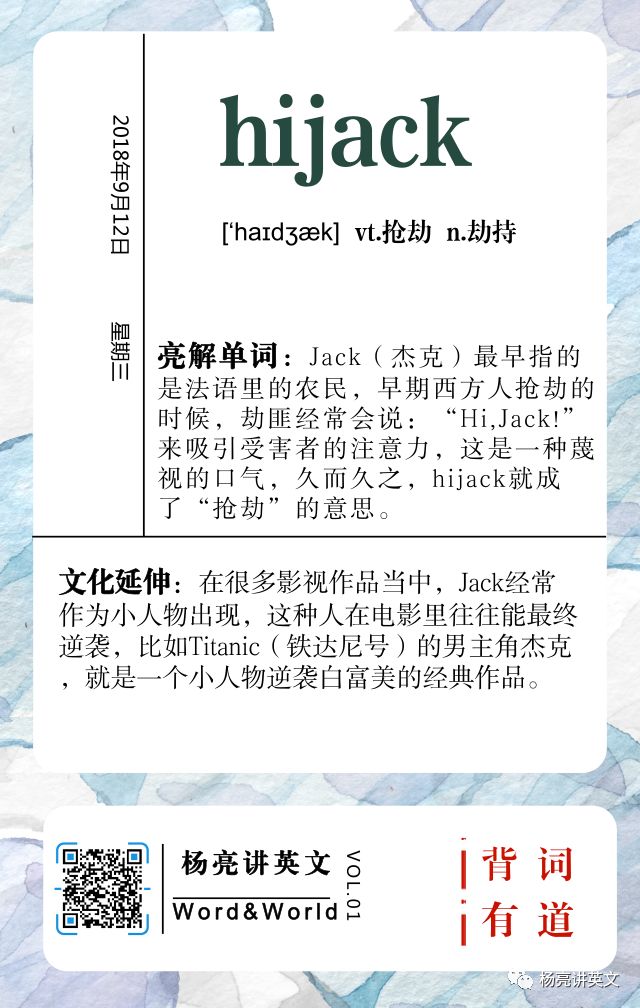 hijack
['haɪdʒæk] vt.抢劫 n.劫持
2018年9月12日
星期三
亮解单词：Jack（杰克）最早指的
是法语里的农民，早期西方人抢劫的
时候，劫匪经常会说：“Hi,Jack!”
来吸引受害者的注意力，这是一种蔑
视的口气，久而久之，hijack就成
了“抢劫”的意思。
文化延伸：在很多影视作品当中，Jack经常
作为小人物出现，这种人在电影里往往能最终
逆袭，比如Titanic（铁达尼号）的男主角杰克
，就是一个小人物逆袭白富美的经典作品。
杨亮讲英文
Word&World
VOL.01
背词
有道
杨亮讲英文